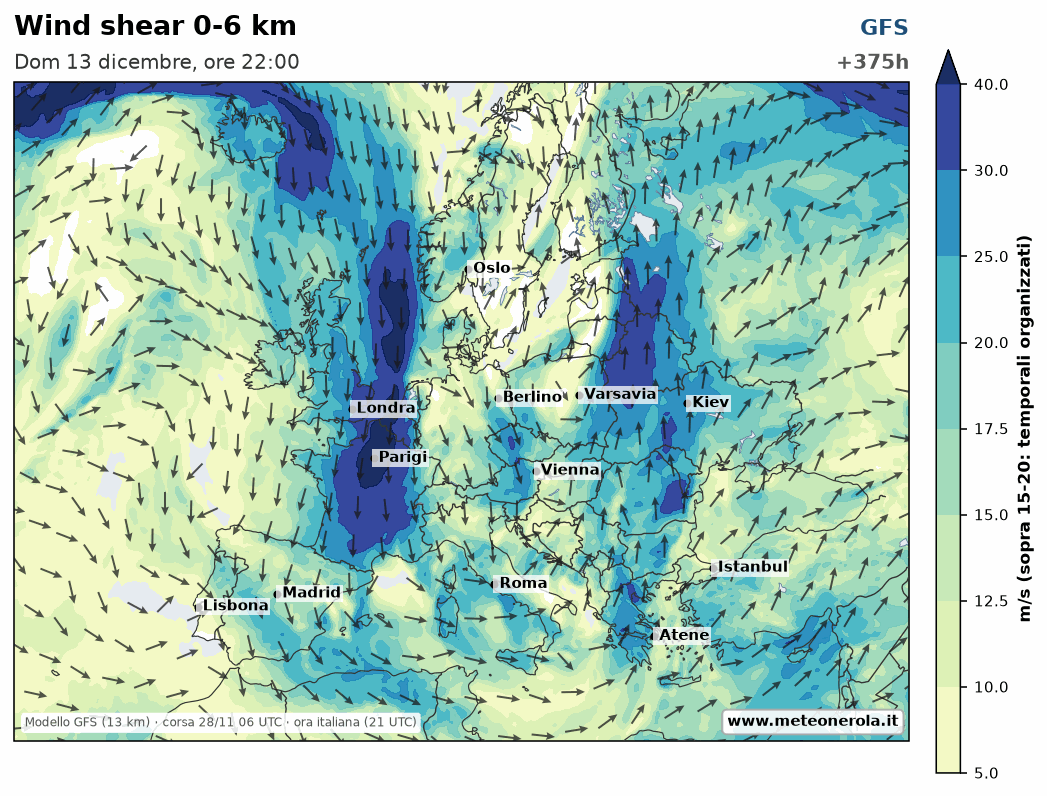 Wind shear 0-6 km
GFS
Dom 13 dicembre, ore 22:00
+375h
40.0
30.0
25.0
20.0
17.5
15.0
12.5
10.0
5.0
m/s (sopra 15-20: temporali organizzati)
Oslo
Berlino
Varsavia
Kiev
Londra
Parigi
Vienna
Istanbul
Roma
Madrid
Lisbona
Atene
Modello GFS (13 km) · corsa 28/11 06 UTC · ora italiana (21 UTC)
www.meteonerola.it